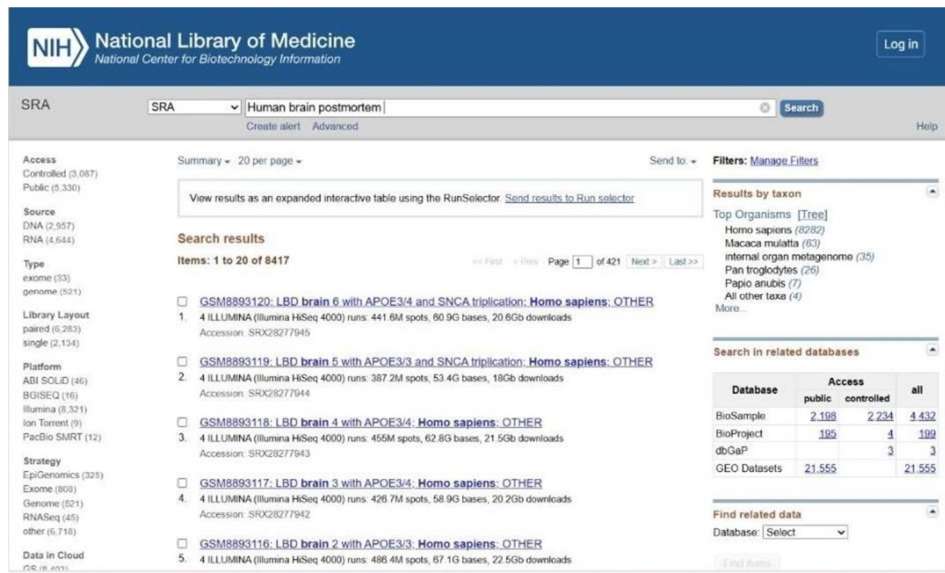 NIH National Library of Medicine
National Center for Biotechnology Information
Log in
SRA
SRA
Human brain postmortem
Search
Create alert Advanced
Help
Access
Controlled (3,087)
Public (5,330)
Source
DNA (2,957)
RNA (4,644)
Type
exome (33)
genome (521)
Library Layout
paired (6,283)
single (2,134)
Platform
ABI SOLiD (46)
BGISEQ (16)
Illumina (8,321)
Ion Torrent (9)
PacBio SMRT (12)
Strategy
EpiGenomics (325)
Exome (808)
Genome (521)
RNASeq (45)
other (6,718)
Data in Cloud
Summary 20 per page
Send to:
View results as an expanded interactive table using the RunSelector. Send results to Run selector
Search results
Items: 1 to 20 of 8417
<< First < Prev Page 1 of 421 Next > Last >>
GSM8893120: LBD brain 6 with APOE3/4 and SNCA triplication; Homo sapiens; OTHER
1. 4 ILLUMINA (Illumina HiSeq 4000) runs: 441.6M spots, 60.9G bases, 20.6Gb downloads
Accession: SRX28277945
GSM8893119: LBD brain 5 with APOE3/3 and SNCA triplication; Homo sapiens; OTHER
2. 4 ILLUMINA (Illumina HiSeq 4000) runs: 387.2M spots, 53.4G bases, 18Gb downloads
Accession: SRX28277944
GSM8893118: LBD brain 4 with APOE3/4; Homo sapiens; OTHER
3. 4 ILLUMINA (Illumina HiSeq 4000) runs: 455M spots, 62.8G bases, 21.5Gb downloads
Accession: SRX28277943
GSM8893117: LBD brain 3 with APOE3/4; Homo sapiens; OTHER
4. 4 ILLUMINA (Illumina HiSeq 4000) runs: 426.7M spots, 58.9G bases, 20.2Gb downloads
Accession: SRX28277942
GSM8893116: LBD brain 2 with APOE3/3; Homo sapiens; OTHER
5. 4 ILLUMINA (Illumina HiSeq 4000) runs: 486.4M spots, 67.1G bases, 22.5Gb downloads
Filters: Manage Filters
Results by taxon
Top Organisms [Tree]
Homo sapiens (8282)
Macaca mulatta (63)
internal organ metagenome (35)
Pan troglodytes (26)
Papio anubis (7)
All other taxa (4)
More...
Search in related databases
Database Access all
public controlled
BioSample 2,198 2,234 4,432
BioProject 195 4 199
dbGaP 3 3
GEO Datasets 21,555 21,555
Find related data
Database: Select
Find items